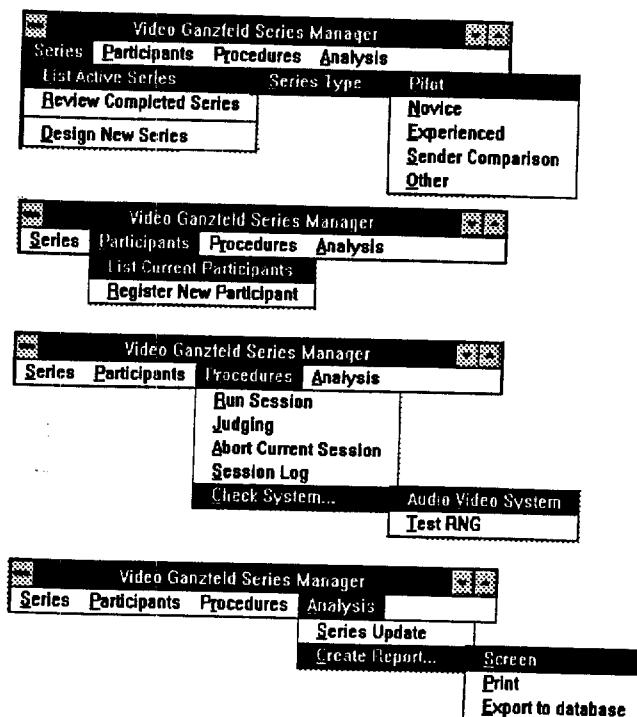 Video Ganzfeld Series Manager
Series Participants Procedures Analysis
List Active Series Series Type Pilot
Review Completed Series Novice
Design New Series Experienced
Sender Comparison
Other
Video Ganzfeld Series Manager
Series Participants Procedures Analysis
List Current Participants
Register New Participant
Video Ganzfeld Series Manager
Series Participants Procedures Analysis
Run Session
Judging
Abort Current Session
Session Log
Check System... Audio Video System
Test RNG
Video Ganzfeld Series Manager
Series Participants Procedures Analysis
Series Update
Create Report... Screen
Print
Export to database